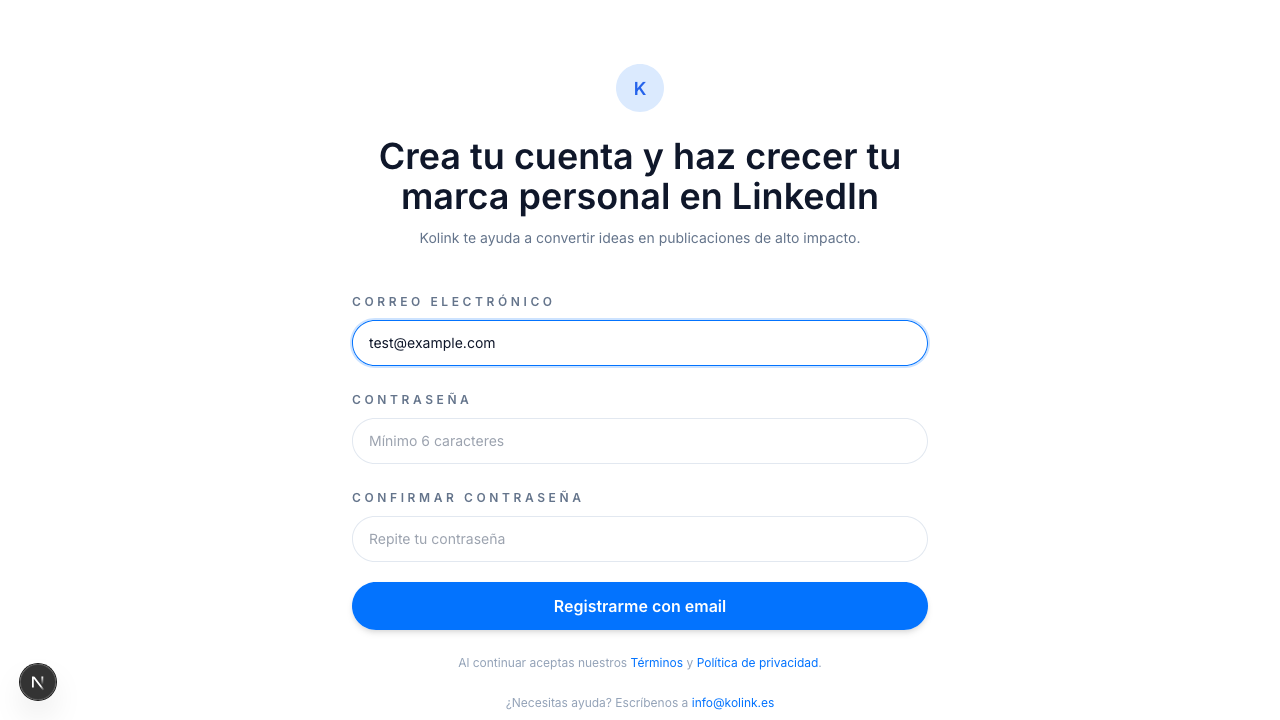 K
Crea tu cuenta y haz crecer tu
marca personal en LinkedIn
Kolink te ayuda a convertir ideas en publicaciones de alto impacto.
CORREO ELECTRÓNICO
test@example.com
CONTRASEÑA
Mínimo 6 caracteres
CONFIRMAR CONTRASEÑA
Repite tu contraseña
Registrarme con email
Al continuar aceptas nuestros Términos y Política de privacidad.
¿Necesitas ayuda? Escríbenos a info@kolink.es
N